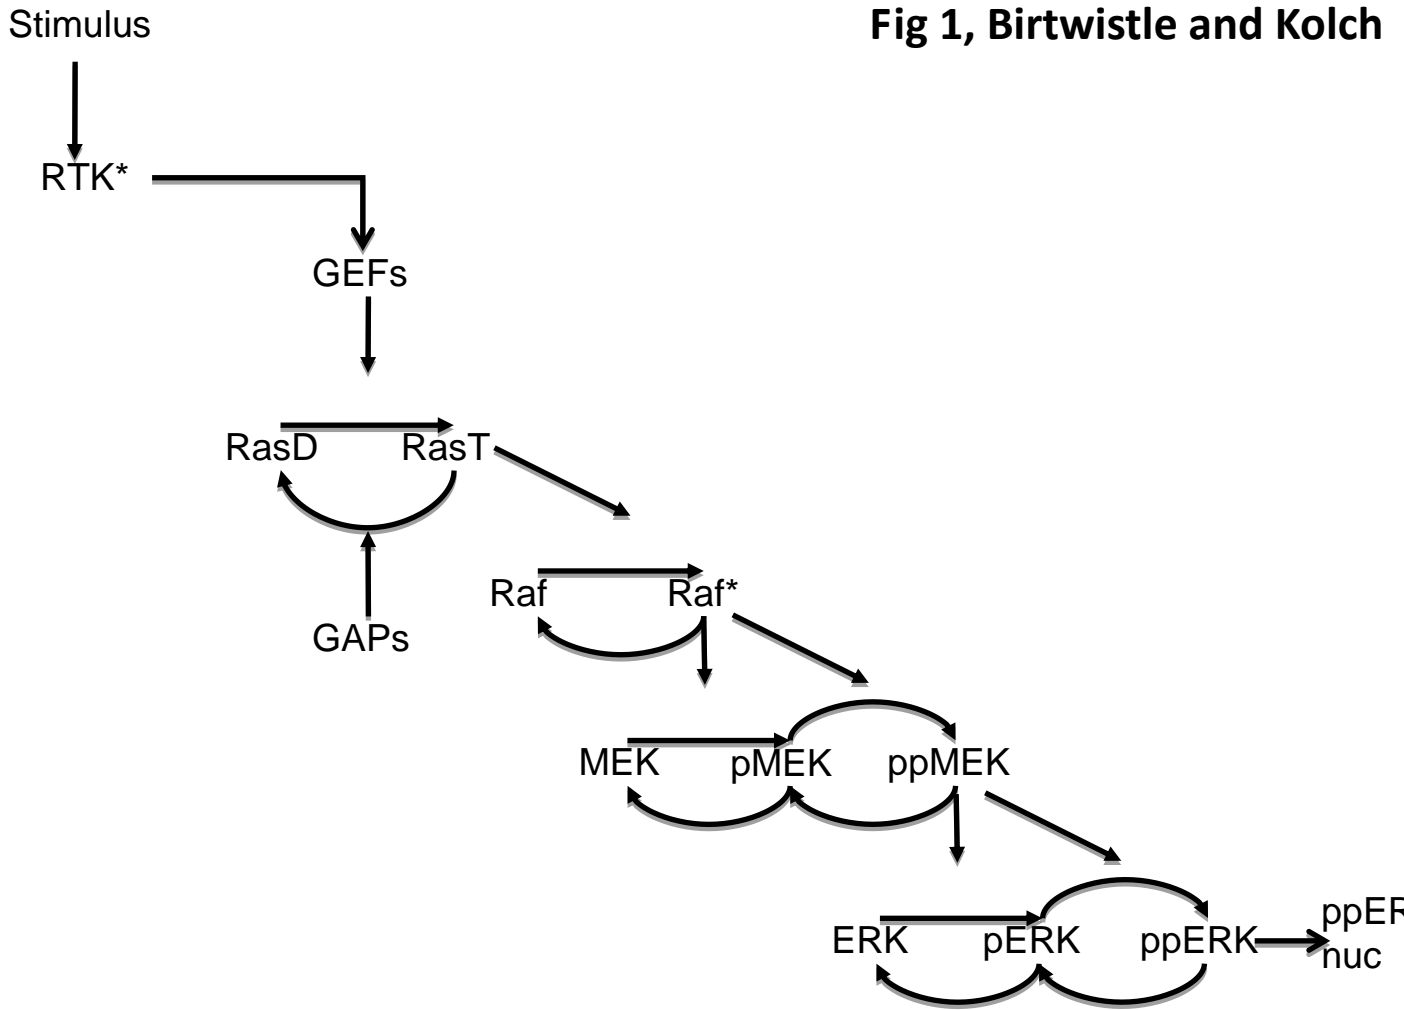 Stimulus
Fig 1, Birtwistle and Kolch
RTK*
GEFs
RasD
RasT
Raf
Raf*
GAPs
MEK
pMEK
ppMEK
ERK
pERK
ppERK
nuc